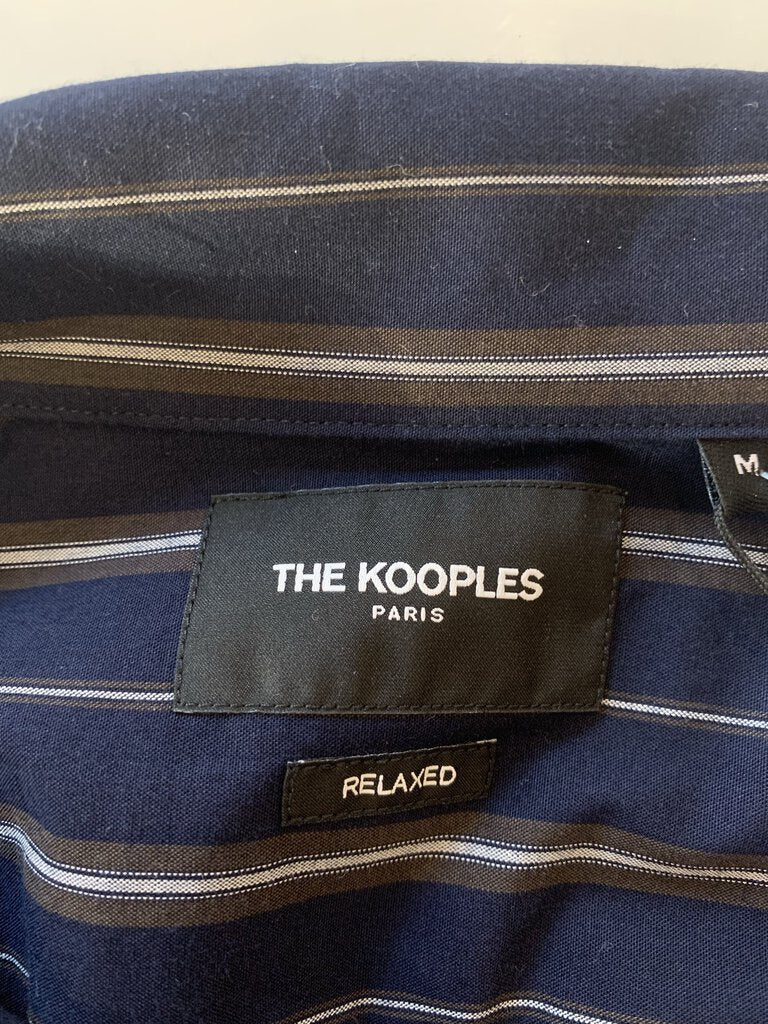 M
THE KOOPLES
PARIS
RELAXED